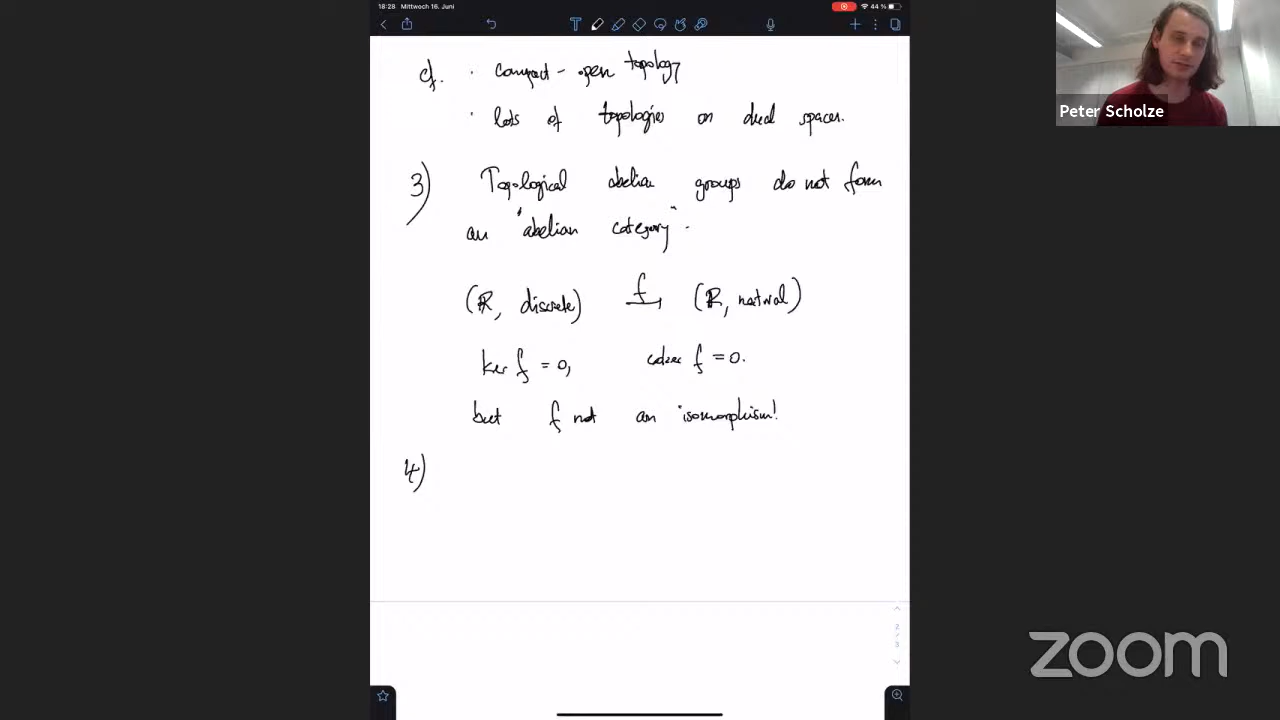 18:28 Mittwoch 16. Juni
44 %
Peter Scholze
cf. · compact-open topology
· lots of topologies on dual spaces.
3) Topological abelian groups do not form
an "abelian category".
(ℝ, discrete) f → (ℝ, natural)
ker f = 0, coker f = 0.
but f not an isomorphism!
4)
2/3
zoom